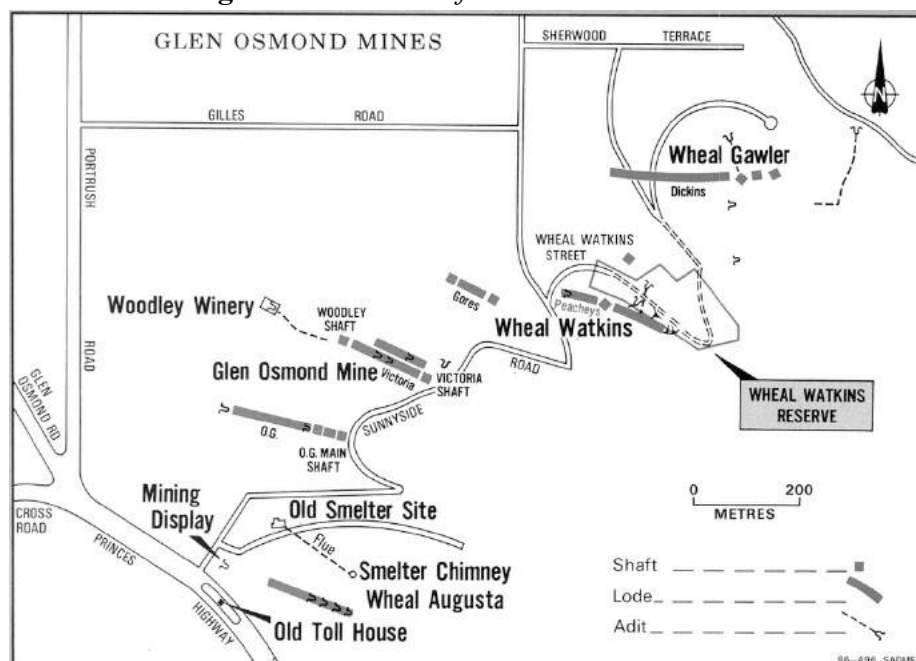 GLEN OSMOND MINES
SHERWOOD TERRACE
GILLES ROAD
PORTRUSH
ROAD
N
Wheal Gawler
Dickins
WHEAL WATKINS
STREET
Gores
Peacheys
Wheal Watkins
Woodley Winery
WOODLEY
SHAFT
Glen Osmond Mine
Victoria
VICTORIA
SHAFT
ROAD
SUNNYSIDE
WHEAL WATKINS
RESERVE
GLEN
OSMOND RD
O.G.
O.G. MAIN
SHAFT
Mining
Display
Old Smelter Site
CROSS
ROAD
PRINCES
HIGHWAY
Flue
Smelter Chimney
Wheal Augusta
Old Toll House
0 200
METRES
Shaft
Lode
Adit